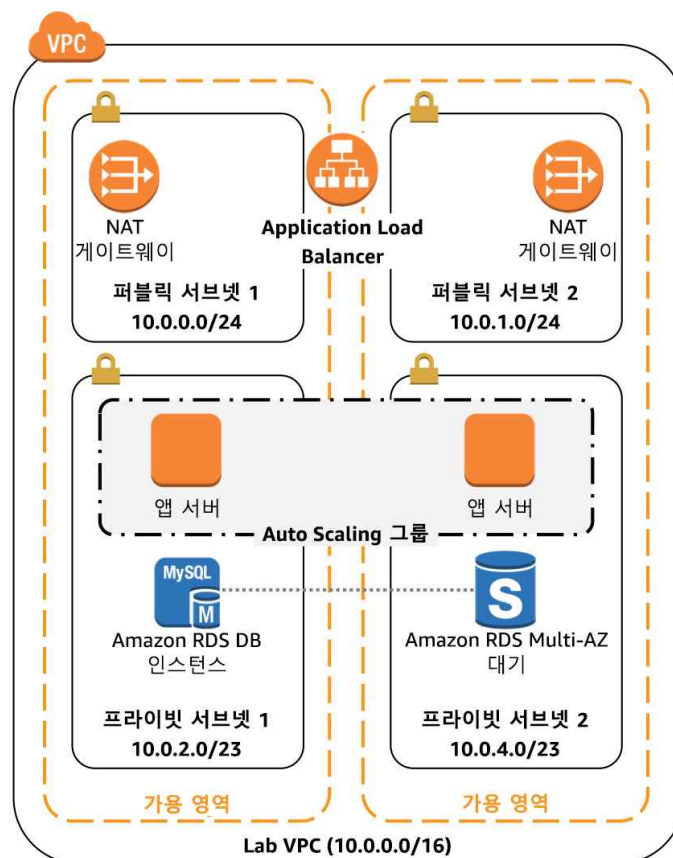 VPC
NAT
게이트웨이
퍼블릭 서브넷 1
10.0.0.0/24
Application Load
Balancer
NAT
게이트웨이
퍼블릭 서브넷 2
10.0.1.0/24
앱 서버
앱 서버
Auto Scaling 그룹
MySQL
M
Amazon RDS DB
인스턴스
S
Amazon RDS Multi-AZ
대기
프라이빗 서브넷 1
10.0.2.0/23
프라이빗 서브넷 2
10.0.4.0/23
가용 영역
가용 영역
Lab VPC (10.0.0.0/16)